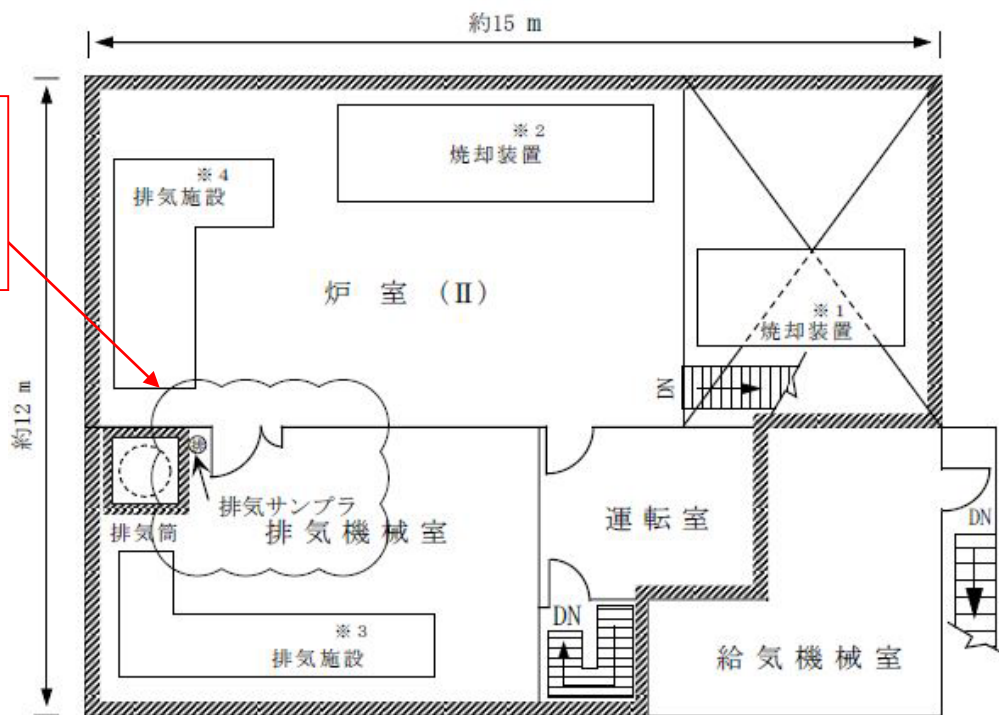 約15 m
※2
焼却装置
※4
排気施設
炉 室 (Ⅱ)
※1
焼却装置
DN
約12 m
排気サンプラ
排気筒
排気機械室
運転室
DN
DN
※3
排気施設
給気機械室